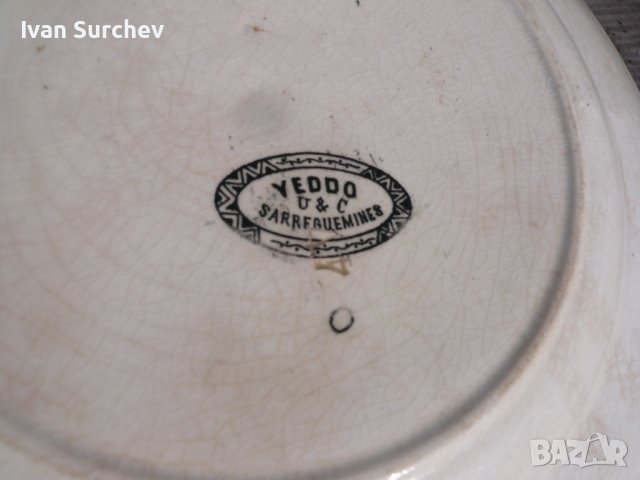 Ivan Surchev
YEDDO
U & C
SARREGUEMINES
BAZAR